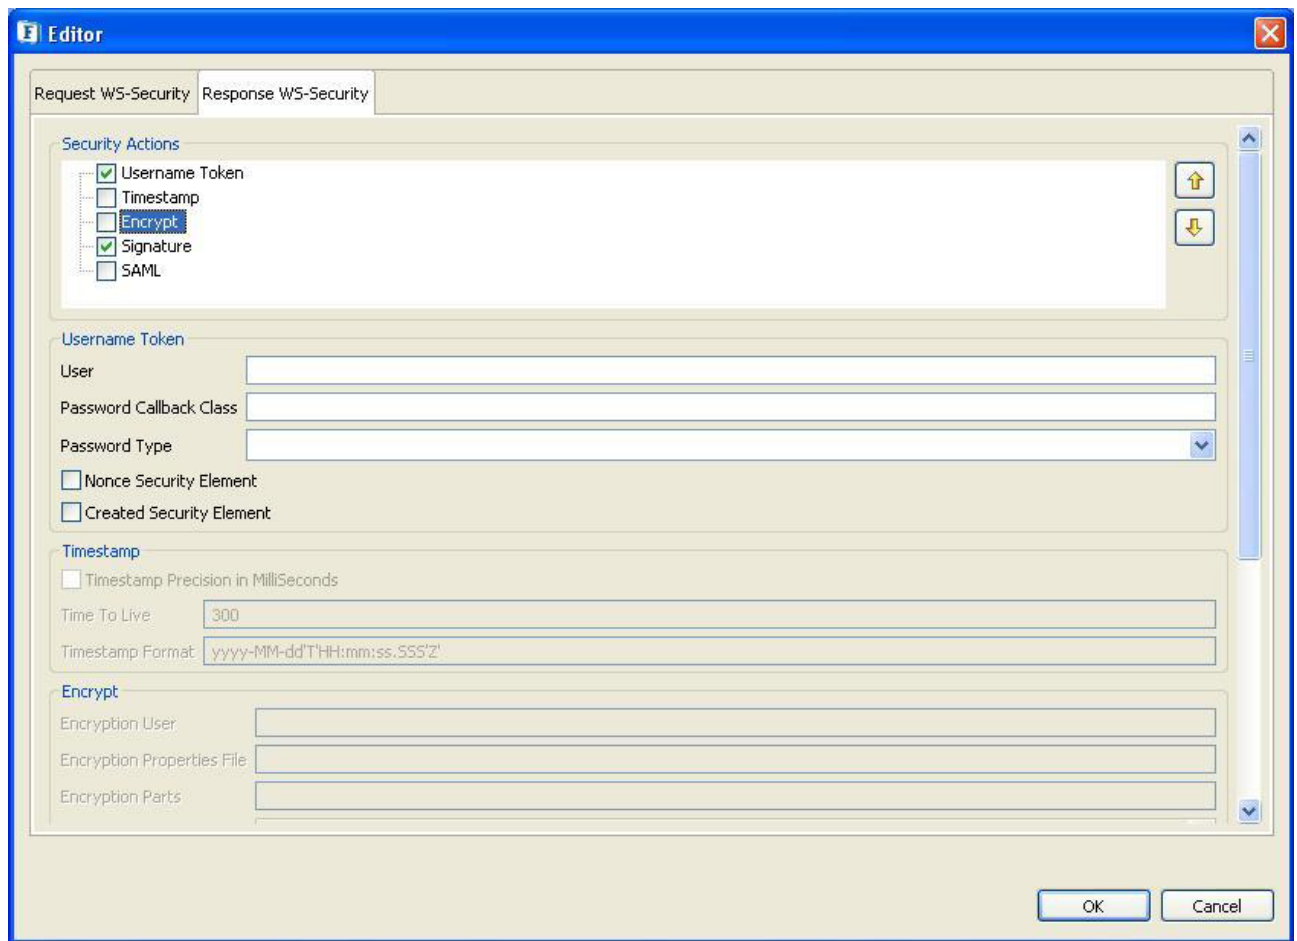 Editor
Request WS-Security Response WS-Security
Security Actions
Username Token
Timestamp
Encrypt
Signature
SAML
Username Token
User
Password Callback Class
Password Type
Nonce Security Element
Created Security Element
Timestamp
Timestamp Precision in MilliSeconds
Time To Live 300
Timestamp Format yyyy-MM-dd'T'HH:mm:ss.SSS'Z'
Encrypt
Encryption User
Encryption Properties File
Encryption Parts
OK Cancel